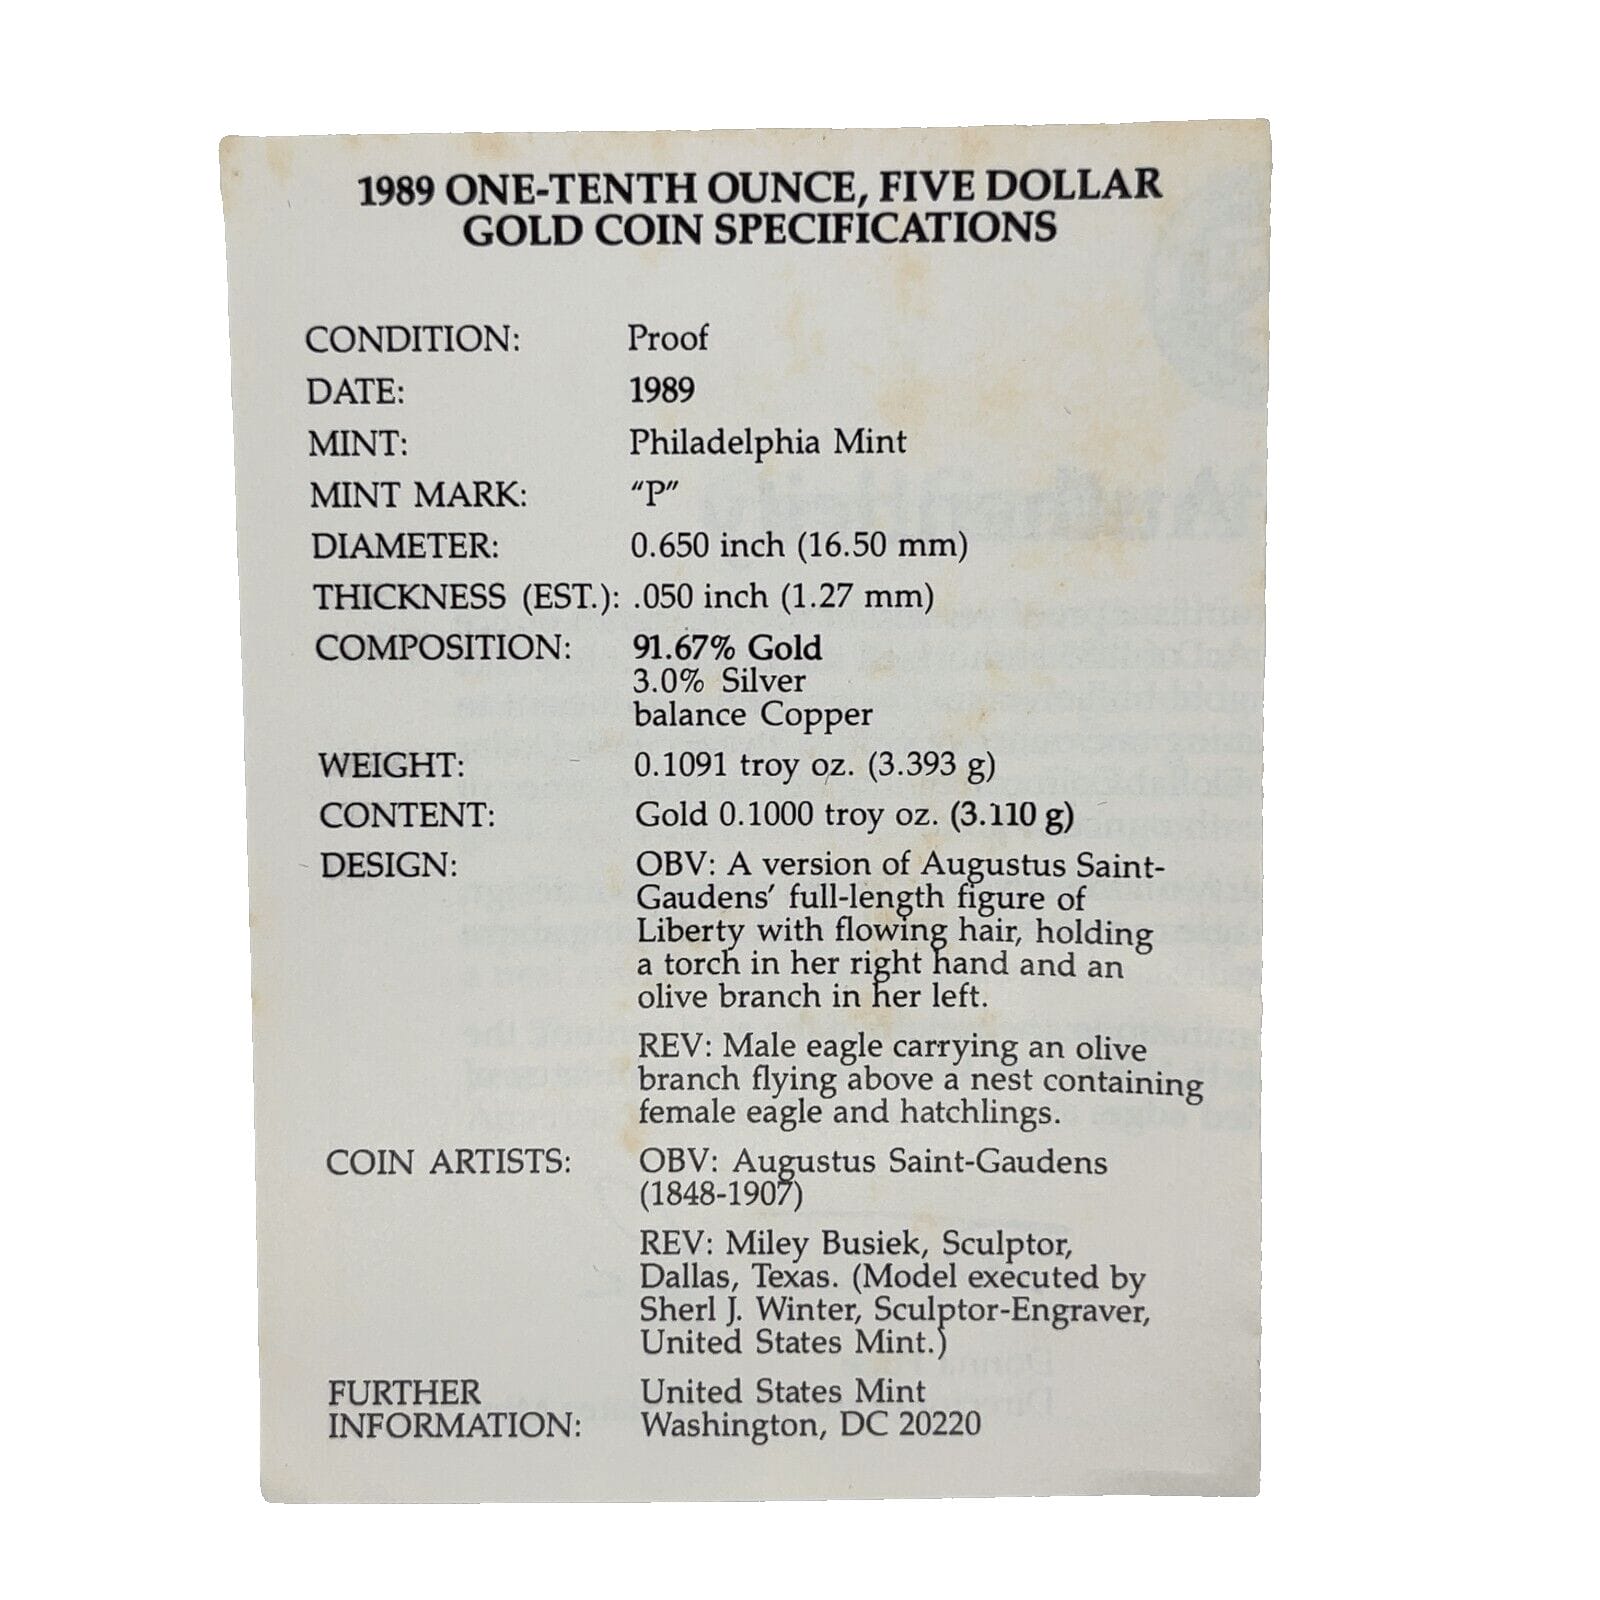 1989 ONE-TENTH OUNCE, FIVE DOLLAR
GOLD COIN SPECIFICATIONS
CONDITION: Proof
DATE: 1989
MINT: Philadelphia Mint
MINT MARK: “P”
DIAMETER: 0.650 inch (16.50 mm)
THICKNESS (EST.): .050 inch (1.27 mm)
COMPOSITION: 91.67% Gold
3.0% Silver
balance Copper
WEIGHT: 0.1091 troy oz. (3.393 g)
CONTENT: Gold 0.1000 troy oz. (3.110 g)
DESIGN: OBV: A version of Augustus Saint-
Gaudens’ full-length figure of
Liberty with flowing hair, holding
a torch in her right hand and an
olive branch in her left.
REV: Male eagle carrying an olive
branch flying above a nest containing
female eagle and hatchlings.
COIN ARTISTS: OBV: Augustus Saint-Gaudens
(1848-1907)
REV: Miley Busiek, Sculptor,
Dallas, Texas. (Model executed by
Sherl J. Winter, Sculptor-Engraver,
United States Mint.)
FURTHER United States Mint
INFORMATION: Washington, DC 20220